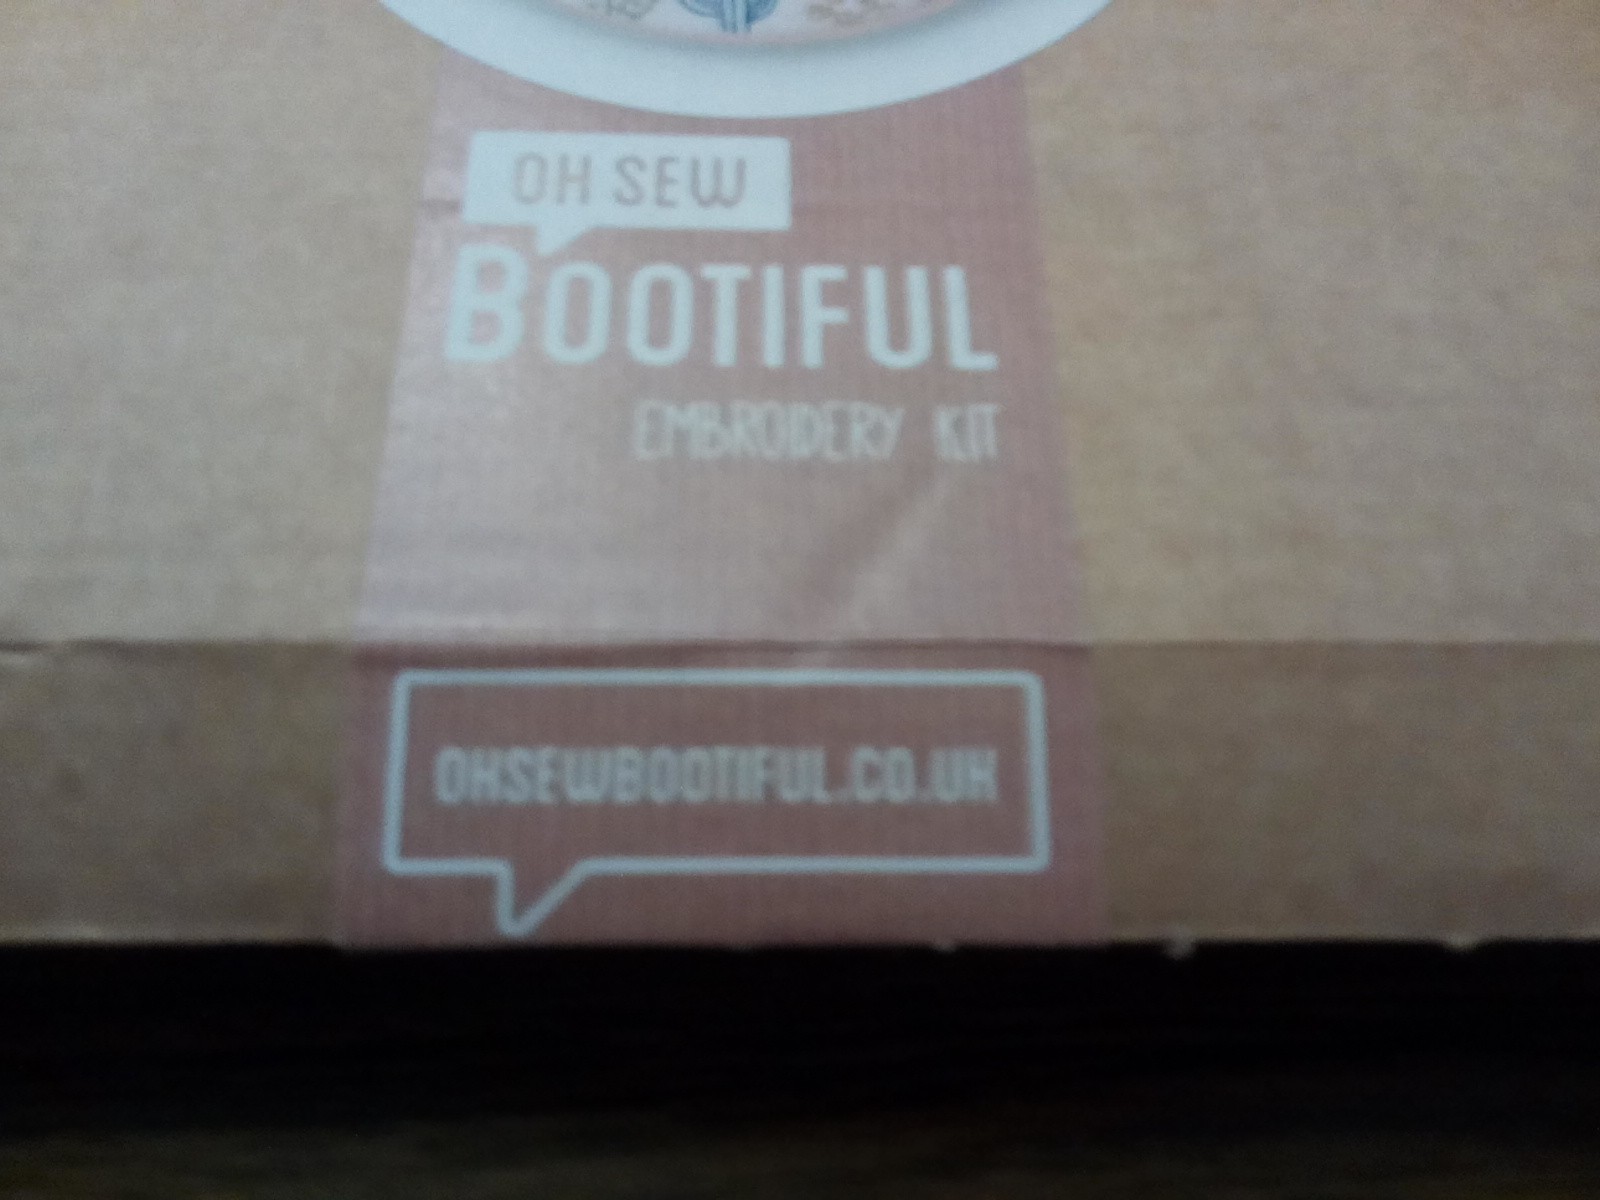 OH SEW
BOOTIFUL
EMBROIDERY KIT
OHSEWBOOTIFUL.CO.UK